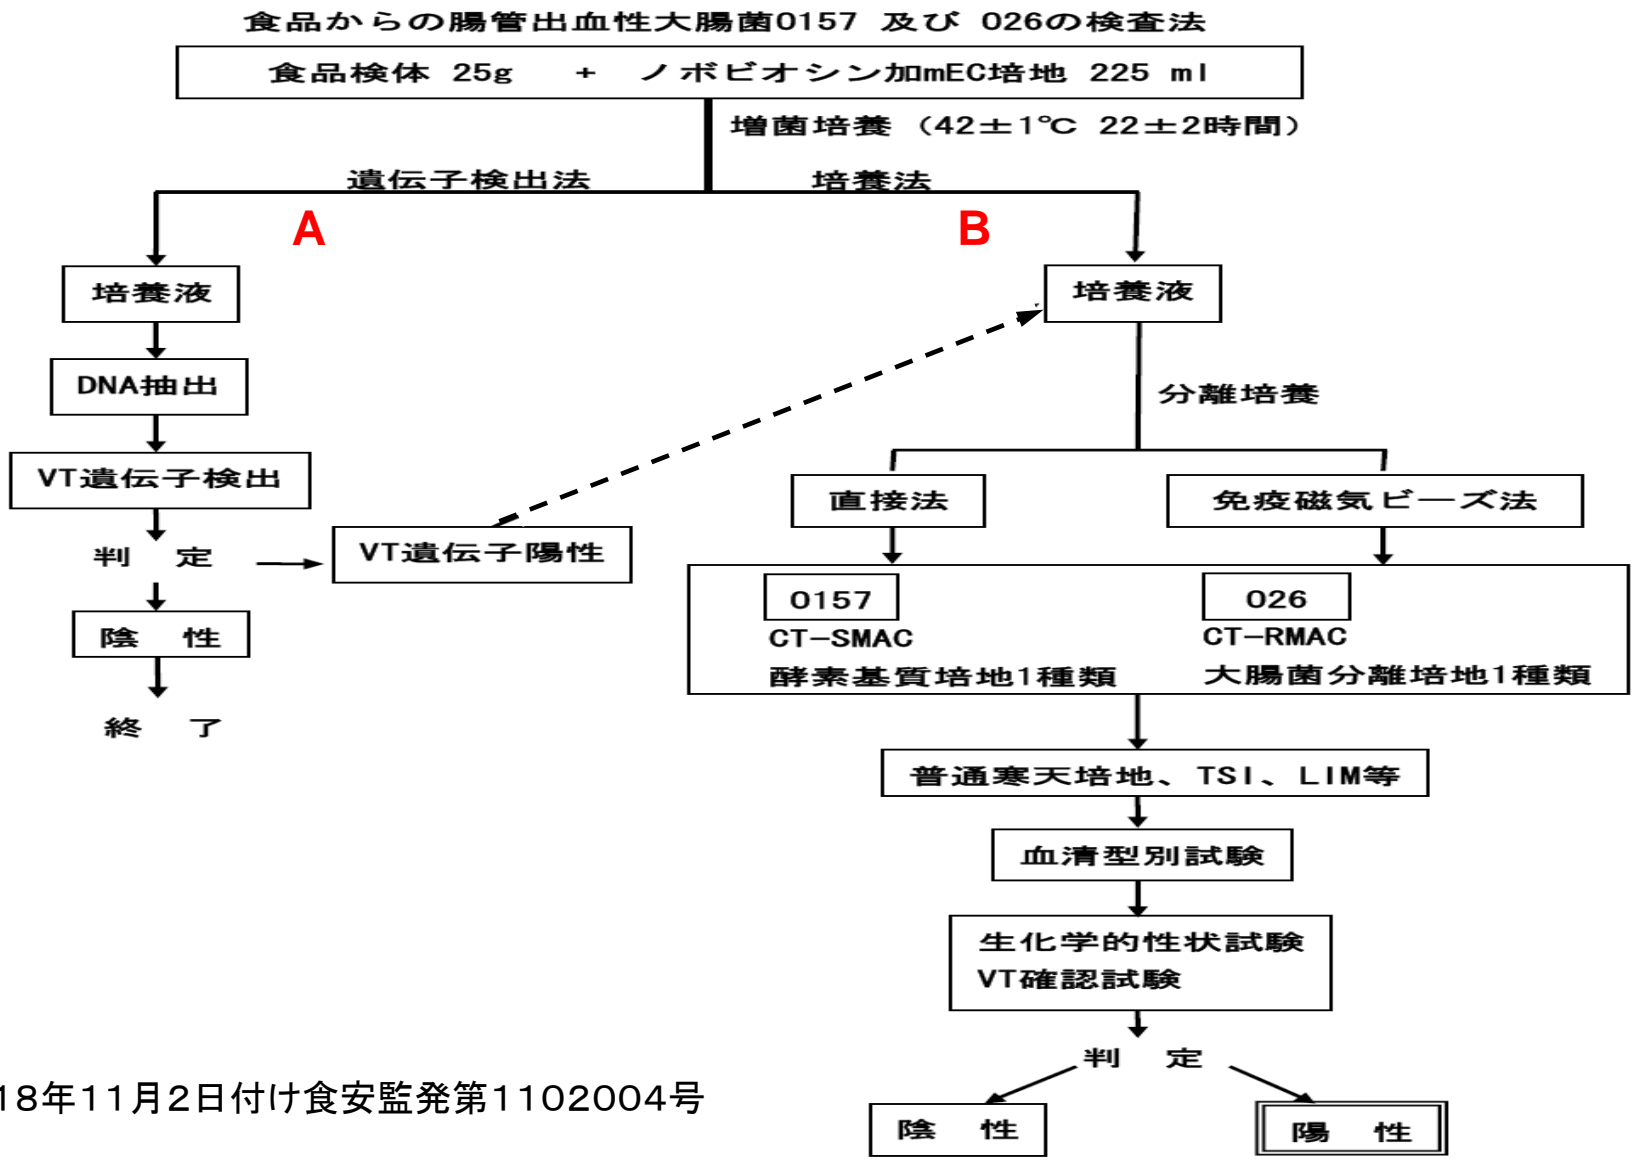 食品からの腸管出血性大腸菌O157 及び O26の検査法
食品検体 25g + ノボビオシン加mEC培地 225 ml
増菌培養 (42±1℃ 22±2時間)
遺伝子検出法
培養法
A
B
培養液
培養液
DNA抽出
分離培養
VT遺伝子検出
直接法
免疫磁気ビーズ法
判 定
VT遺伝子陽性
O157
O26
陰 性
CT-SMAC
CT-RMAC
酵素基質培地1種類
大腸菌分離培地1種類
終 了
普通寒天培地、TSI、LIM等
血清型別試験
生化学的性状試験
VT確認試験
判 定
18年11月2日付け食安監発第1102004号
陰 性
陽 性